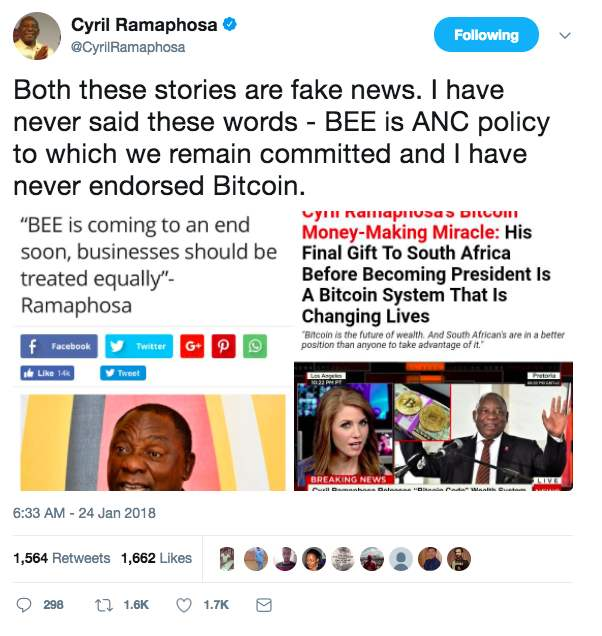 Cyril Ramaphosa
@CyrilRamaphosa
Following
Both these stories are fake news. I have
never said these words - BEE is ANC policy
to which we remain committed and I have
never endorsed Bitcoin.
“BEE is coming to an end
soon, businesses should be
treated equally”-
Ramaphosa
Facebook
Twitter
G+
Like 14k
Tweet
Cyril Ramaphosa's Bitcoin
Money-Making Miracle: His
Final Gift To South Africa
Before Becoming President Is
A Bitcoin System That Is
Changing Lives
"Bitcoin is the future of wealth. And South African's are in a better
position than anyone to take advantage of it."
Los Angeles
10:22 PM PT
Pretoria
BREAKING NEWS
LIVE
Cyril Ramaphosa Releases "Bitcoin Code" Wealth System
6:33 AM - 24 Jan 2018
1,564 Retweets 1,662 Likes
298 1.6K 1.7K